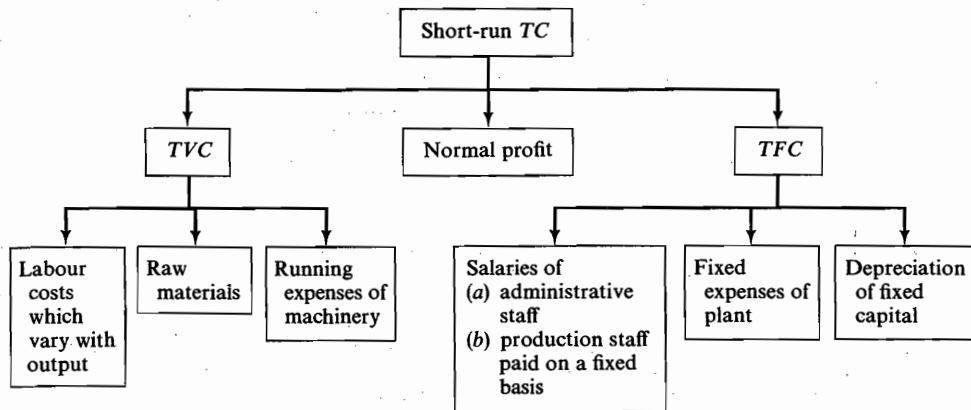 Short-run TC
TVC
Normal profit
TFC
Labour
costs
which
vary with
output
Raw
materials
Running
expenses of
machinery
Salaries of
(a) administrative
staff
(b) production staff
paid on a fixed
basis
Fixed
expenses of
plant
Depreciation
of fixed
capital